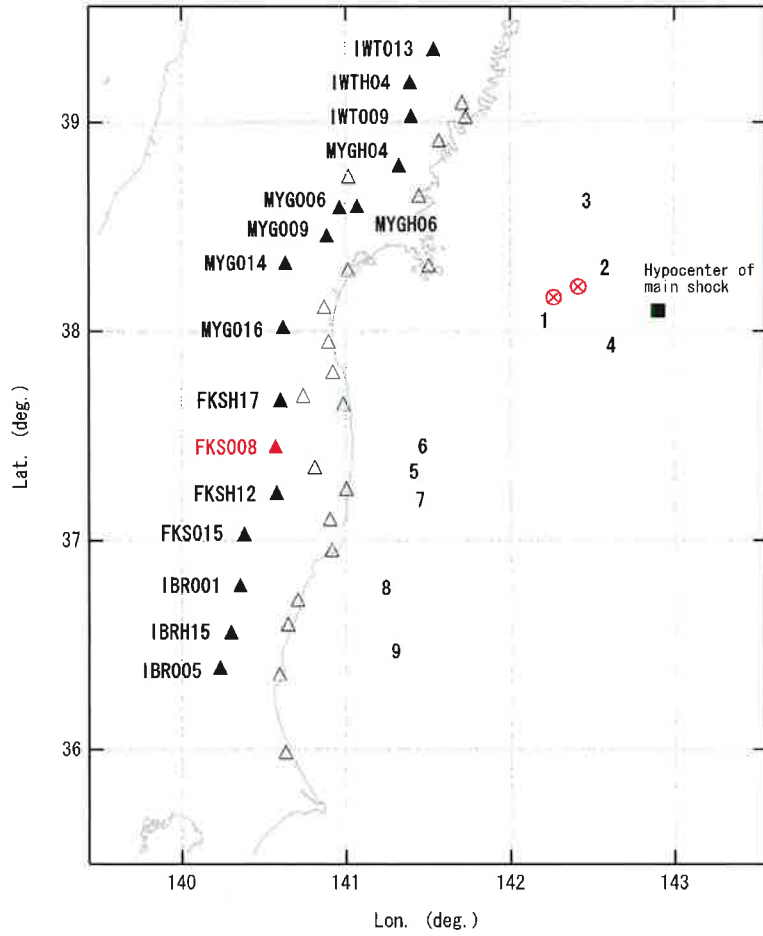 IWT013
IWTH04
39
IWT009
MYGH04
3
MYG006
MYGH06
MYG009
MYG014
2
Hypocenter of
main shock
38
MYG016
1
4
FKSH17
FKS008
6
5
FKSH12
7
37
FKS015
IBR001
8
IBRH15
9
IBR005
36
140
141
142
143
Lat. (deg.)
Lon. (deg.)